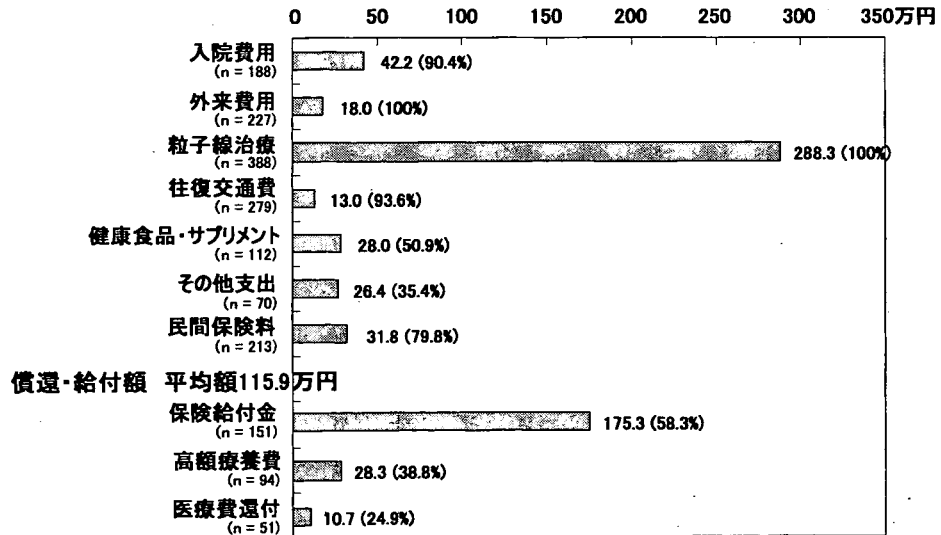 0 50 100 150 200 250 300 350万円
入院費用
(n = 188)
42.2 (90.4%)
外来費用
(n = 227)
18.0 (100%)
粒子線治療
(n = 388)
288.3 (100%)
往復交通費
(n = 279)
13.0 (93.6%)
健康食品・サプリメント
(n = 112)
28.0 (50.9%)
その他支出
(n = 70)
26.4 (35.4%)
民間保険料
(n = 213)
31.8 (79.8%)
償還・給付額 平均額115.9万円
保険給付金
(n = 151)
175.3 (58.3%)
高額療養費
(n = 94)
28.3 (38.8%)
医療費還付
(n = 51)
10.7 (24.9%)